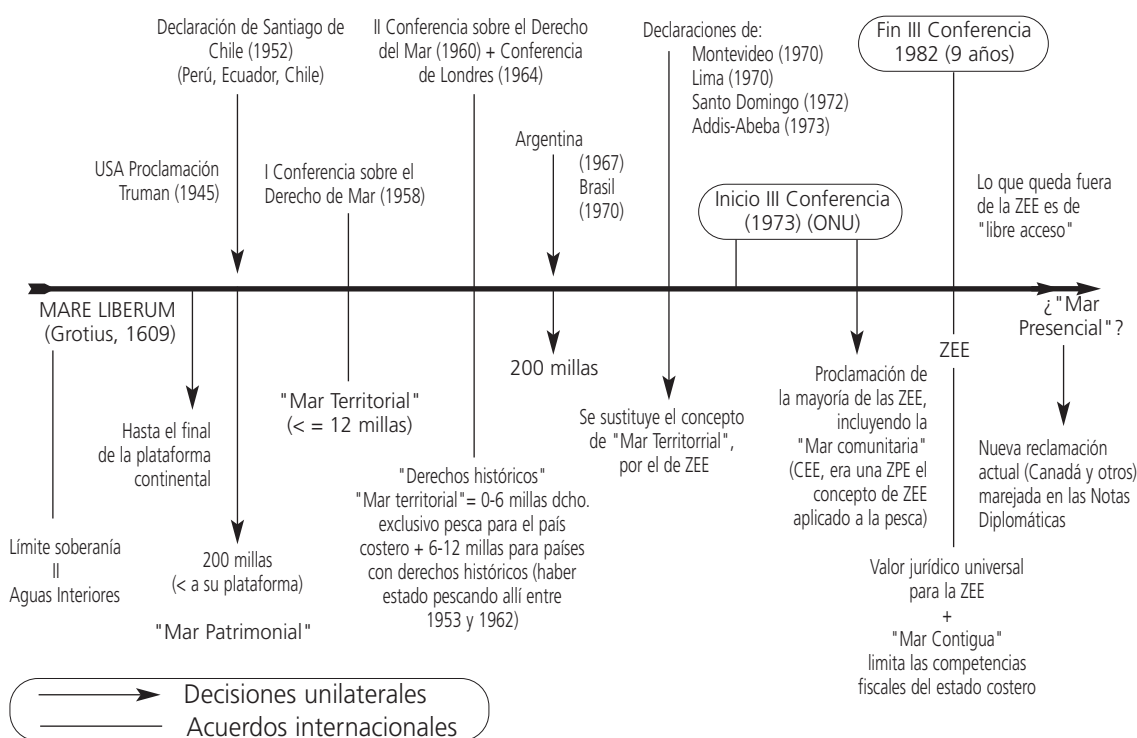 Declaración de Santiago de
Chile (1952)
(Perú, Ecuador, Chile)
II Conferencia sobre el Derecho
del Mar (1960) + Conferencia
de Londres (1964)
Declaraciones de:
Montevideo (1970)
Lima (1970)
Santo Domingo (1972)
Addis-Abeba (1973)
Fin III Conferencia
1982 (9 años)
USA Proclamación
Truman (1945)
I Conferencia sobre el
Derecho de Mar (1958)
Argentina
(1967)
Brasil
(1970)
Inicio III Conferencia
(1973) (ONU)
Lo que queda fuera
de la ZEE es de
"libre acceso"
MARE LIBERUM
(Grotius, 1609)
Límite soberanía
II
Aguas Interiores
Hasta el final
de la plataforma
continental
200 millas
(< a su plataforma)
"Mar Patrimonial"
"Mar Territorial"
(< = 12 millas)
"Derechos históricos"
"Mar territorial"= 0-6 millas dcho.
exclusivo pesca para el país
costero + 6-12 millas para países
con derechos históricos (haber
estado pescando allí entre
1953 y 1962)
200 millas
Se sustituye el concepto
de "Mar Territorrial",
por el de ZEE
Proclamación de
la mayoría de las ZEE,
incluyendo la
"Mar comunitaria"
(CEE, era una ZPE el
concepto de ZEE
aplicado a la pesca)
ZEE
Valor jurídico universal
para la ZEE
+
"Mar Contigua"
limita las competencias
fiscales del estado costero
¿"Mar
Presencial"?
Nueva reclamación
actual (Canadá y otros)
marejada en las Notas
Diplomáticas
Decisiones unilaterales
Acuerdos internacionales